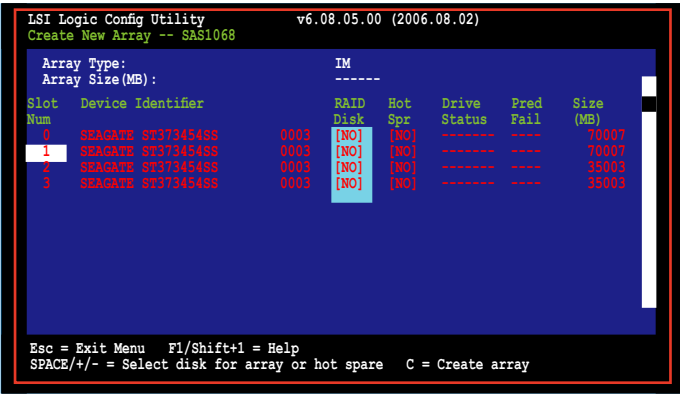 LSI Logic Config Utility v6.08.05.00 (2006.08.02)
Create New Array -- SAS1068
Array Type: IM
Array Size(MB): ------
Slot Device Identifier RAID Hot Drive Pred Size
Num Disk Spr Status Fail (MB)
0 SEAGATE ST373454SS 0003 [NO] [NO] ------- ---- 70007
1 SEAGATE ST373454SS 0003 [NO] [NO] ------- ---- 70007
2 SEAGATE ST373454SS 0003 [NO] [NO] ------- ---- 35003
3 SEAGATE ST373454SS 0003 [NO] [NO] ------- ---- 35003
Esc = Exit Menu F1/Shift+1 = Help
SPACE/+/- = Select disk for array or hot spare C = Create array